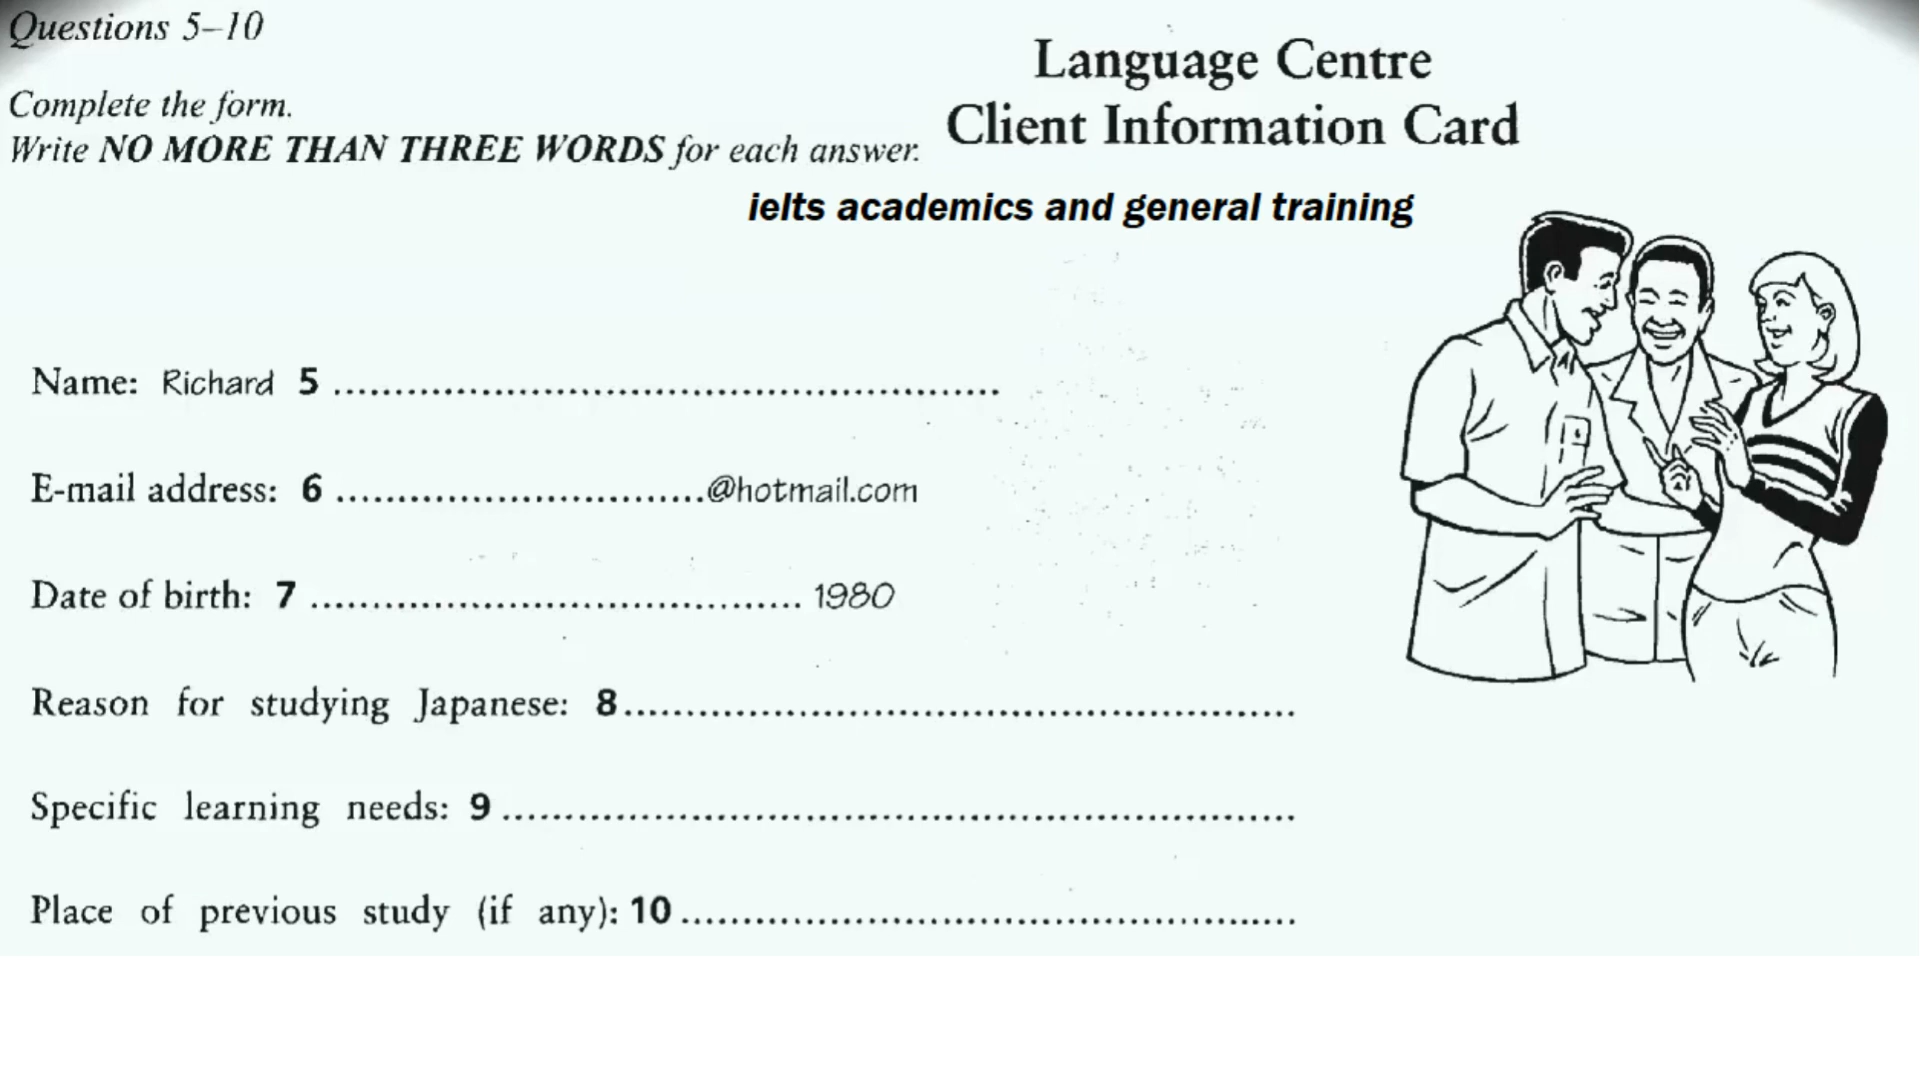 Questions 5–10
Complete the form.
Write NO MORE THAN THREE WORDS for each answer.
Language Centre
Client Information Card
ielts academics and general training
Name: Richard 5 ......................................................
E-mail address: 6 ..............................@hotmail.com
Date of birth: 7 ........................................ 1980
Reason for studying Japanese: 8......................................................
Specific learning needs: 9 ................................................................
Place of previous study (if any): 10 .................................................